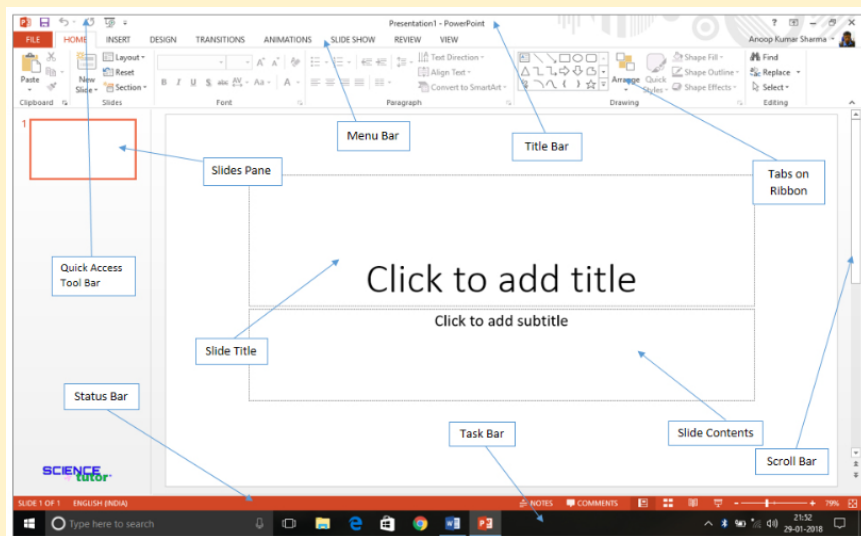 Presentation1 - PowerPoint
FILE HOME INSERT DESIGN TRANSITIONS ANIMATIONS SLIDE SHOW REVIEW VIEW Anoop Kumar Sharma
Paste
New Slide
Layout
Reset
Section
B I U S abc AV Aa A
Text Direction
Align Text
Convert to SmartArt
Arrange
Quick Styles
Shape Fill
Shape Outline
Shape Effects
Find
Replace
Select
Clipboard Slides Font Paragraph Drawing Editing
1
Menu Bar
Title Bar
Slides Pane
Tabs on
Ribbon
Quick Access
Tool Bar
Click to add title
Click to add subtitle
Slide Title
Status Bar
Task Bar
Slide Contents
Scroll Bar
SCIENCE
tutor
SLIDE 1 OF 1 ENGLISH (INDIA) NOTES COMMENTS 79%
Type here to search
21:52
29-01-2018